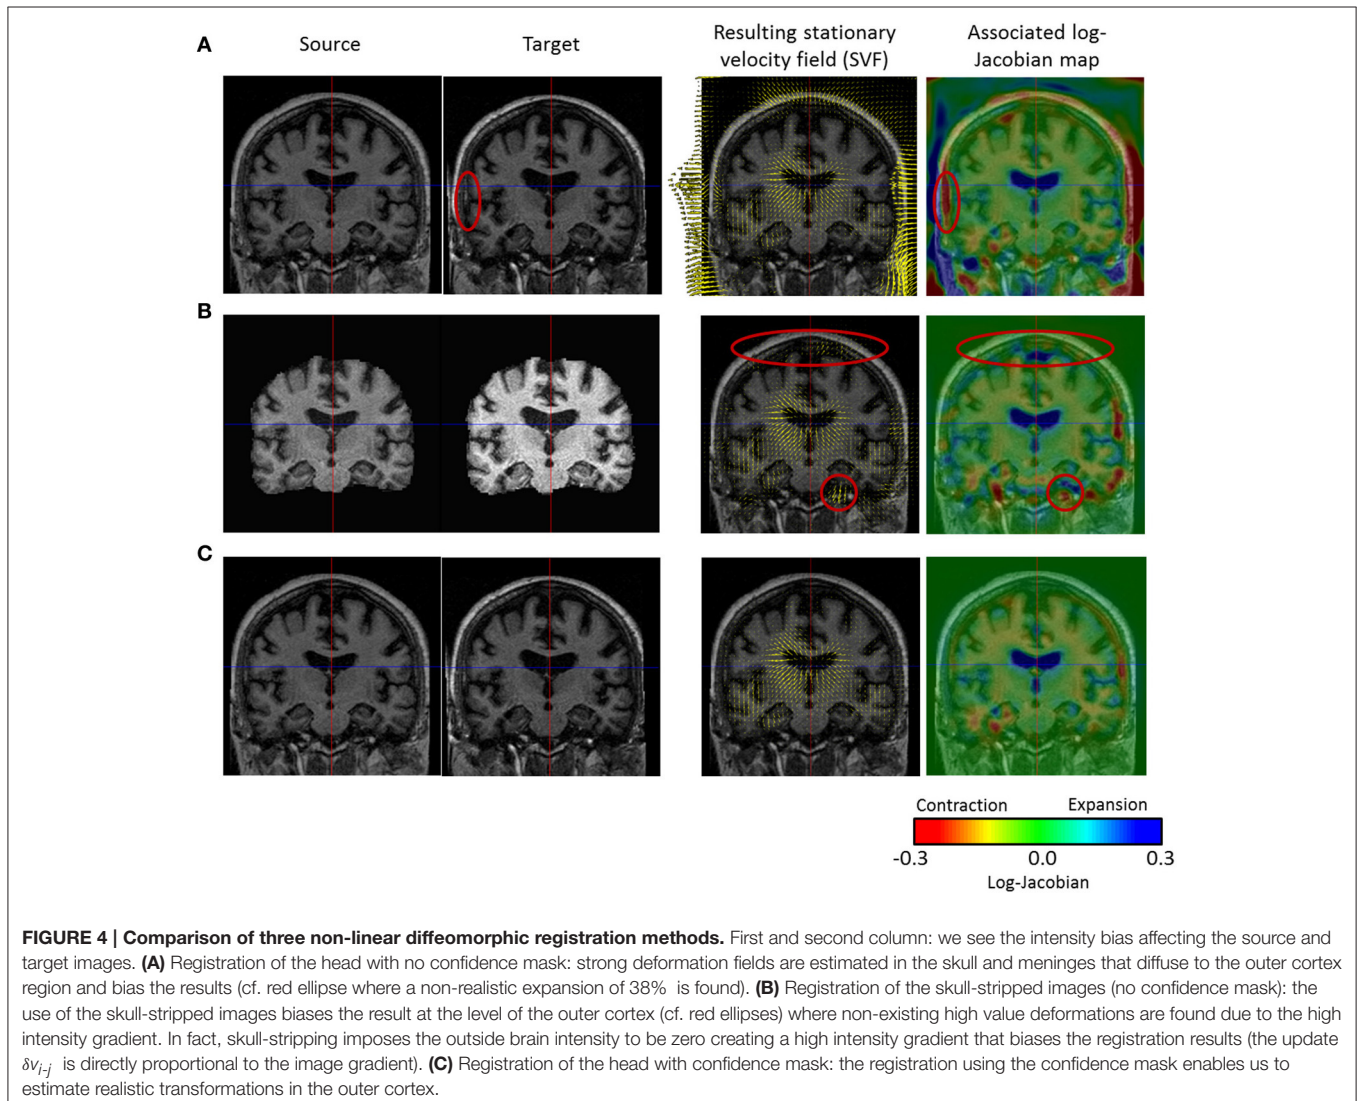 A
Source
Target
Resulting stationary
velocity field (SVF)
Associated log-
Jacobian map
B
C
Contraction
Expansion
-0.3
0.0
0.3
Log-Jacobian
FIGURE 4 | Comparison of three non-linear diffeomorphic registration methods. First and second column: we see the intensity bias affecting the source and
target images. (A) Registration of the head with no confidence mask: strong deformation fields are estimated in the skull and meninges that diffuse to the outer cortex
region and bias the results (cf. red ellipse where a non-realistic expansion of 38% is found). (B) Registration of the skull-stripped images (no confidence mask): the
use of the skull-stripped images biases the result at the level of the outer cortex (cf. red ellipses) where non-existing high value deformations are found due to the high
intensity gradient. In fact, skull-stripping imposes the outside brain intensity to be zero creating a high intensity gradient that biases the registration results (the update
δv_{i-j} is directly proportional to the image gradient). (C) Registration of the head with confidence mask: the registration using the confidence mask enables us to
estimate realistic transformations in the outer cortex.